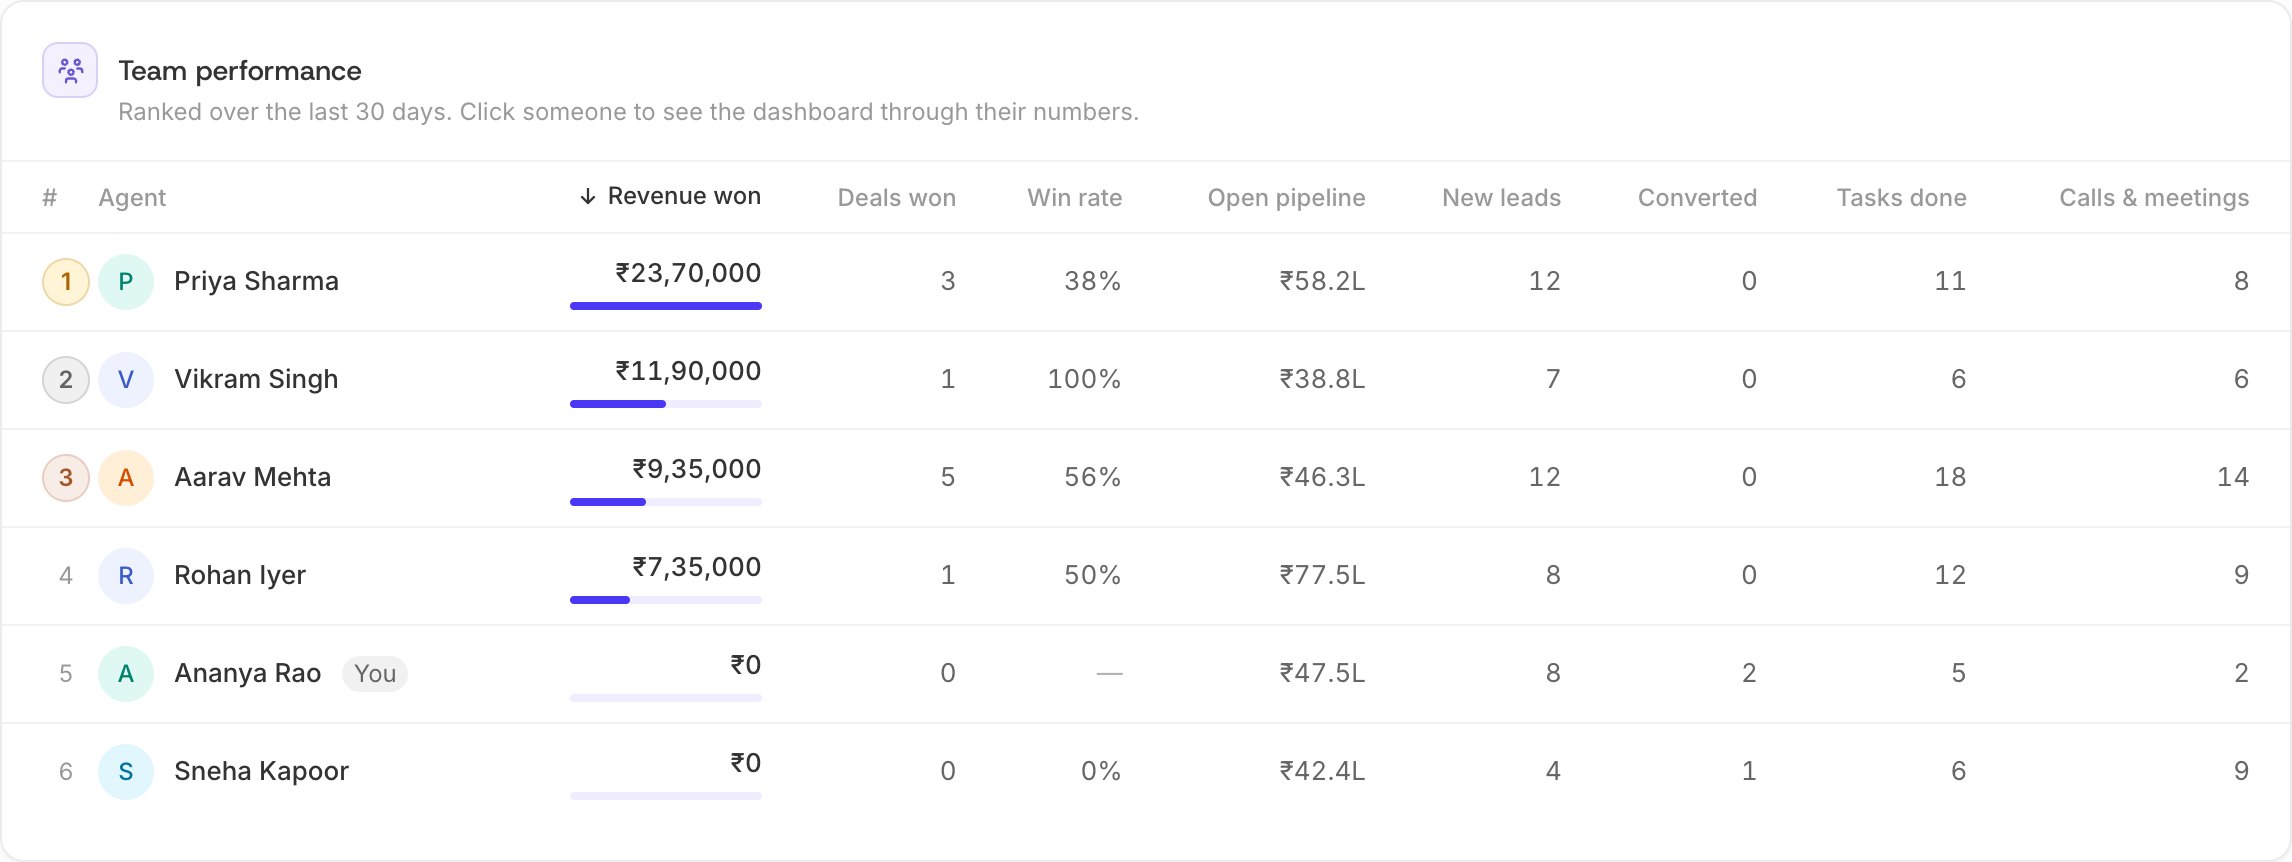 Team performance
Ranked over the last 30 days. Click someone to see the dashboard through their numbers.
# Agent ↓ Revenue won Deals won Win rate Open pipeline New leads Converted Tasks done Calls & meetings
1 P Priya Sharma ₹23,70,000 3 38% ₹58.2L 12 0 11 8
2 V Vikram Singh ₹11,90,000 1 100% ₹38.8L 7 0 6 6
3 A Aarav Mehta ₹9,35,000 5 56% ₹46.3L 12 0 18 14
4 R Rohan Iyer ₹7,35,000 1 50% ₹77.5L 8 0 12 9
5 A Ananya Rao You ₹0 0 — ₹47.5L 8 2 5 2
6 S Sneha Kapoor ₹0 0 0% ₹42.4L 4 1 6 9